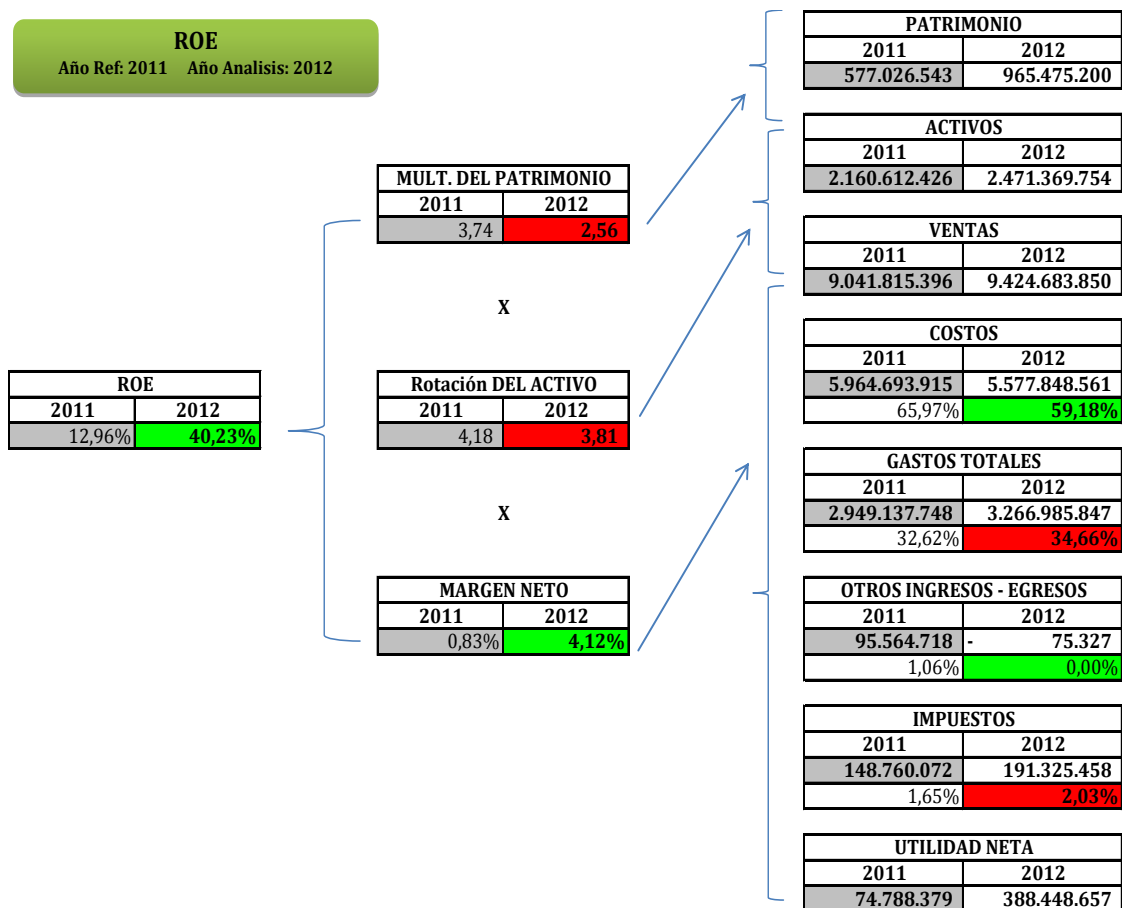 ROE
Año Ref: 2011 Año Analisis: 2012
ROE
2011 2012
12,96% 40,23%
MULT. DEL PATRIMONIO
2011 2012
3,74 2,56
X
Rotación DEL ACTIVO
2011 2012
4,18 3,81
X
MARGEN NETO
2011 2012
0,83% 4,12%
PATRIMONIO
2011 2012
577.026.543 965.475.200
ACTIVOS
2011 2012
2.160.612.426 2.471.369.754
VENTAS
2011 2012
9.041.815.396 9.424.683.850
COSTOS
2011 2012
5.964.693.915 5.577.848.561
65,97% 59,18%
GASTOS TOTALES
2011 2012
2.949.137.748 3.266.985.847
32,62% 34,66%
OTROS INGRESOS - EGRESOS
2011 2012
95.564.718 - 75.327
1,06% 0,00%
IMPUESTOS
2011 2012
148.760.072 191.325.458
1,65% 2,03%
UTILIDAD NETA
2011 2012
74.788.379 388.448.657